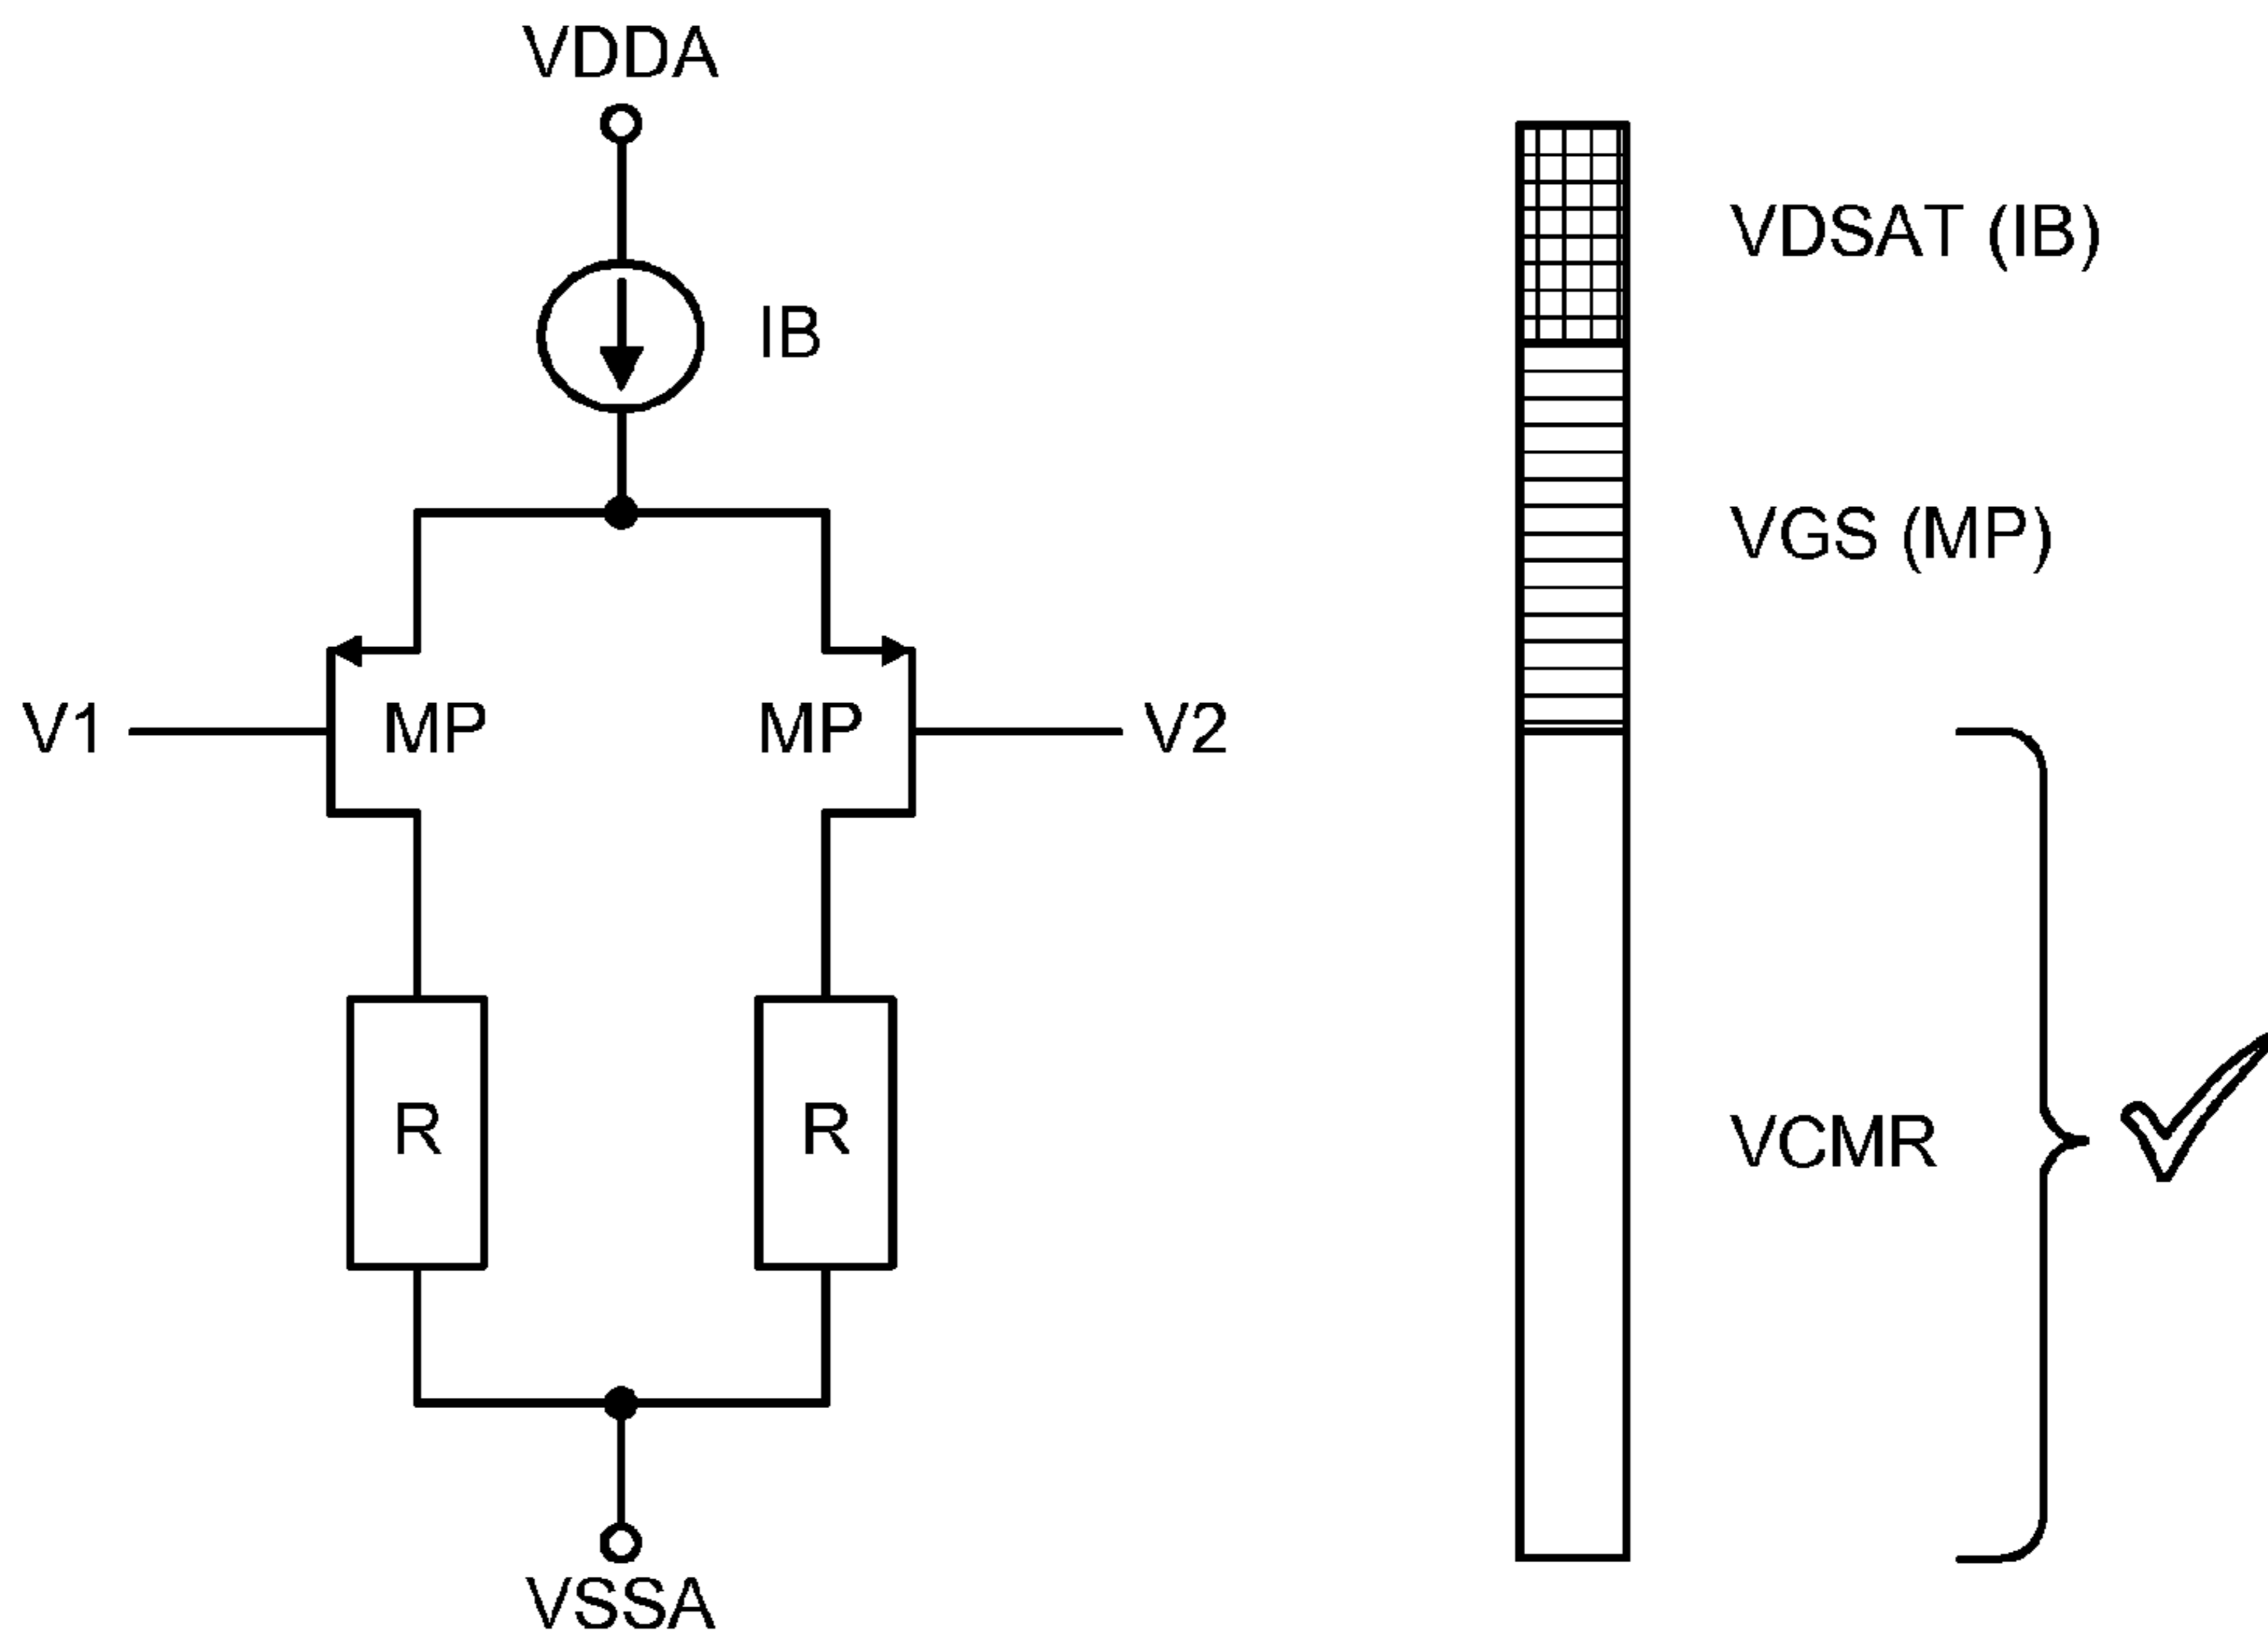 VDDA
IB
V1
MP
MP
V2
R
R
VSSA
VDSAT (IB)
VGS (MP)
VCMR